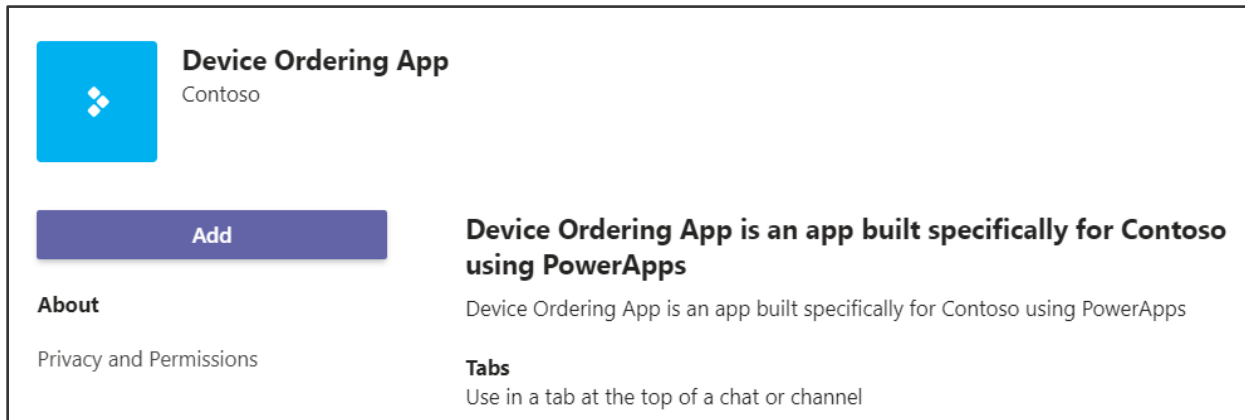 Device Ordering App
Contoso
Add
About
Privacy and Permissions
Device Ordering App is an app built specifically for Contoso
using PowerApps
Device Ordering App is an app built specifically for Contoso using PowerApps
Tabs
Use in a tab at the top of a chat or channel